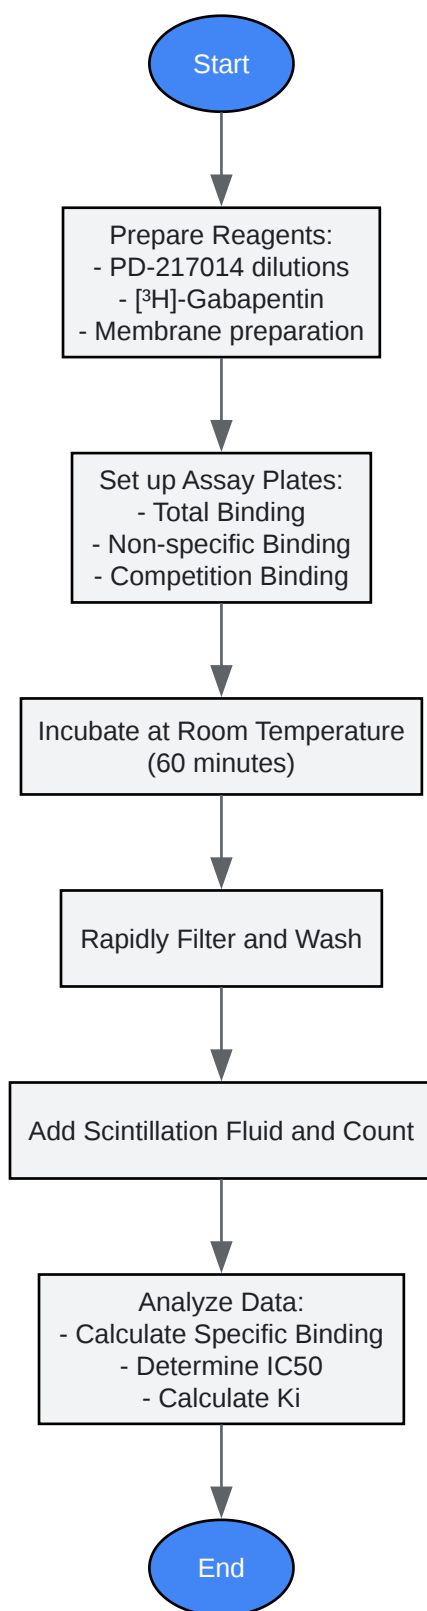 Start
Prepare Reagents:
- PD-217014 dilutions
- [³H]-Gabapentin
- Membrane preparation
Set up Assay Plates:
- Total Binding
- Non-specific Binding
- Competition Binding
Incubate at Room Temperature
(60 minutes)
Rapidly Filter and Wash
Add Scintillation Fluid and Count
Analyze Data:
- Calculate Specific Binding
- Determine IC50
- Calculate Ki
End